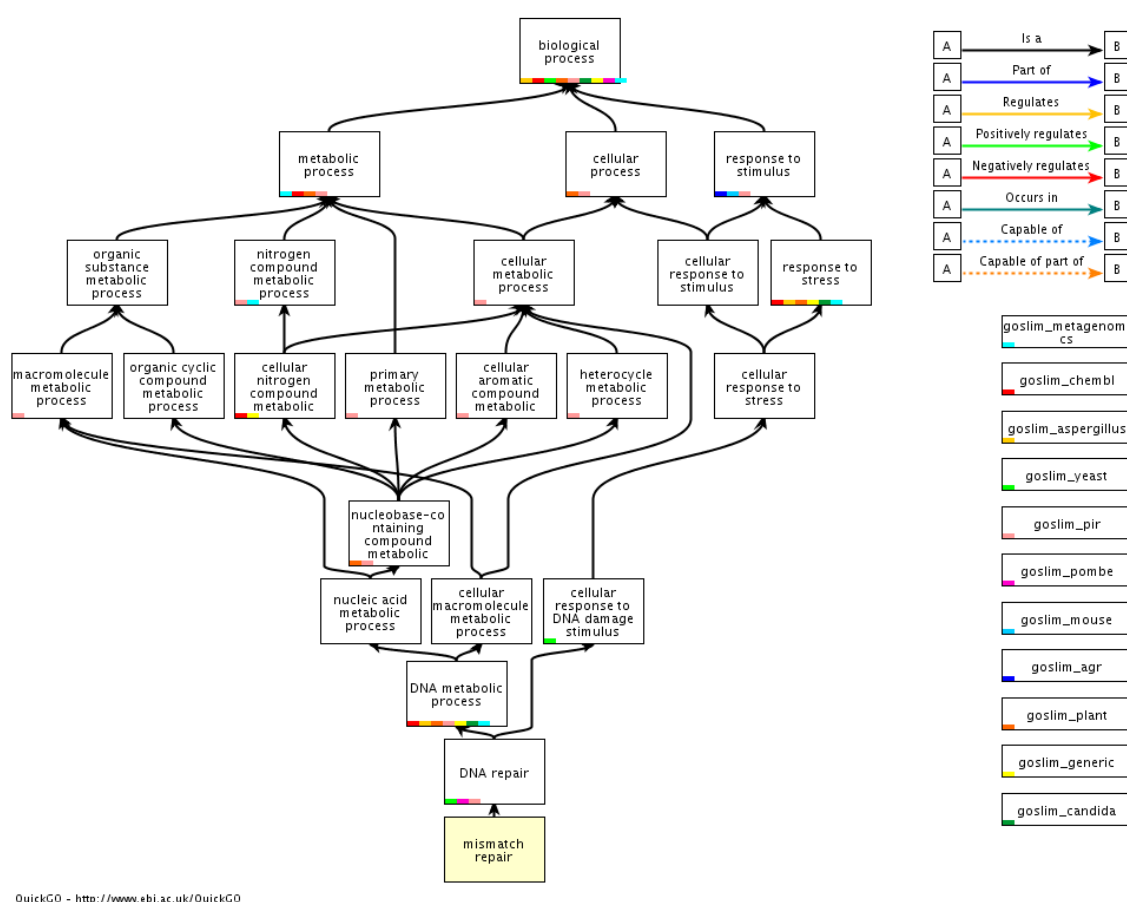 biological
process
metabolic
process
cellular
process
response to
stimulus
organic
substance
metabolic
process
nitrogen
compound
metabolic
process
cellular
metabolic
process
cellular
response to
stimulus
response to
stress
macromolecule
metabolic
process
organic cyclic
compound
metabolic
process
cellular
nitrogen
compound
metabolic
primary
metabolic
process
cellular
aromatic
compound
metabolic
heterocycle
metabolic
process
cellular
response to
stress
nucleobase-co
ntaining
compound
metabolic
nucleic acid
metabolic
process
cellular
macromolecule
metabolic
process
cellular
response to
DNA damage
stimulus
DNA metabolic
process
DNA repair
mismatch
repair
A Is a B
A Part of B
A Regulates B
A Positively regulates B
A Negatively regulates B
A Occurs in B
A Capable of B
A Capable of part of B
goslim_metagenom
cs
goslim_chembl
goslim_aspergillus
goslim_yeast
goslim_pir
goslim_pombe
goslim_mouse
goslim_agr
goslim_plant
goslim_generic
goslim_candida
QuickGO - http://www.ebi.ac.uk/QuickGO